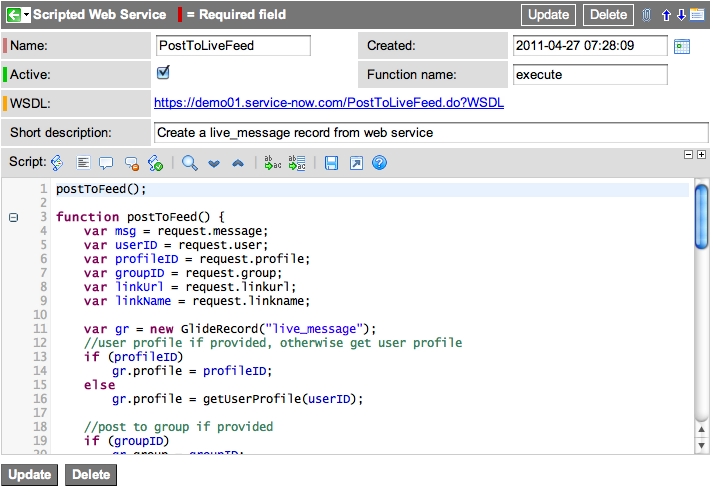 Scripted Web Service = Required field Update Delete
Name: PostToLiveFeed Created: 2011-04-27 07:28:09
Active: Function name: execute
WSDL: https://demo01.service-now.com/PostToLiveFeed.do?WSDL
Short description: Create a live_message record from web service
Script:
1 postToFeed();
2
3 function postToFeed() {
4 var msg = request.message;
5 var userID = request.user;
6 var profileID = request.profile;
7 var groupID = request.group;
8 var linkUrl = request.linkurl;
9 var linkName = request.linkname;
10
11 var gr = new GlideRecord("live_message");
12 //user profile if provided, otherwise get user profile
13 if (profileID)
14 gr.profile = profileID;
15 else
16 gr.profile = getUserProfile(userID);
17
18 //post to group if provided
19 if (groupID)
20 gr.group = groupID;
Update Delete